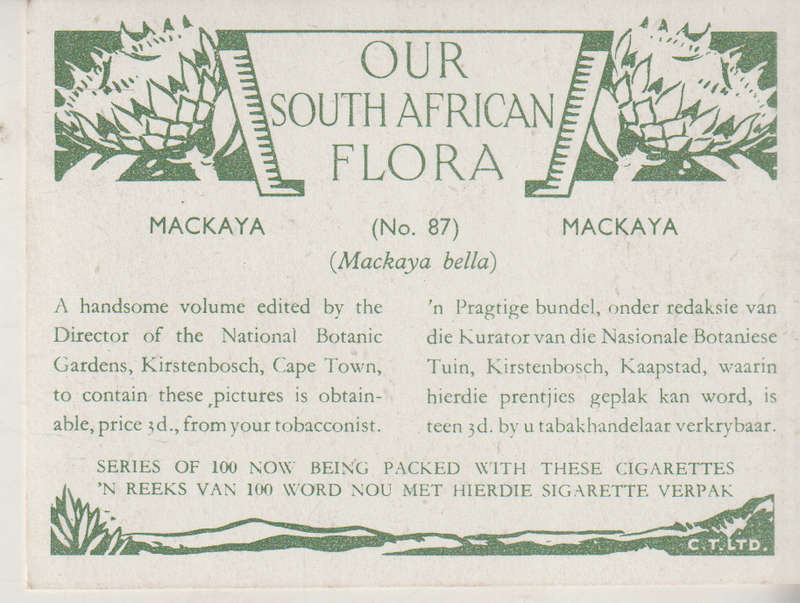 OUR
SOUTH AFRICAN
FLORA
MACKAYA (No. 87) MACKAYA
(Mackaya bella)
A handsome volume edited by the
Director of the National Botanic
Gardens, Kirstenbosch, Cape Town,
to contain these pictures is obtain-
able, price 3d., from your tobacconist.
'n Pragtige bundel, onder redaksie van
die Kurator van die Nasionale Botaniese
Tuin, Kirstenbosch, Kaapstad, waarin
hierdie prentjies geplak kan word, is
teen 3d. by u tabakhandelaar verkrybaar.
SERIES OF 100 NOW BEING PACKED WITH THESE CIGARETTES
'N REEKS VAN 100 WORD NOU MET HIERDIE SIGARETTE VERPAK
C.T. LTD.